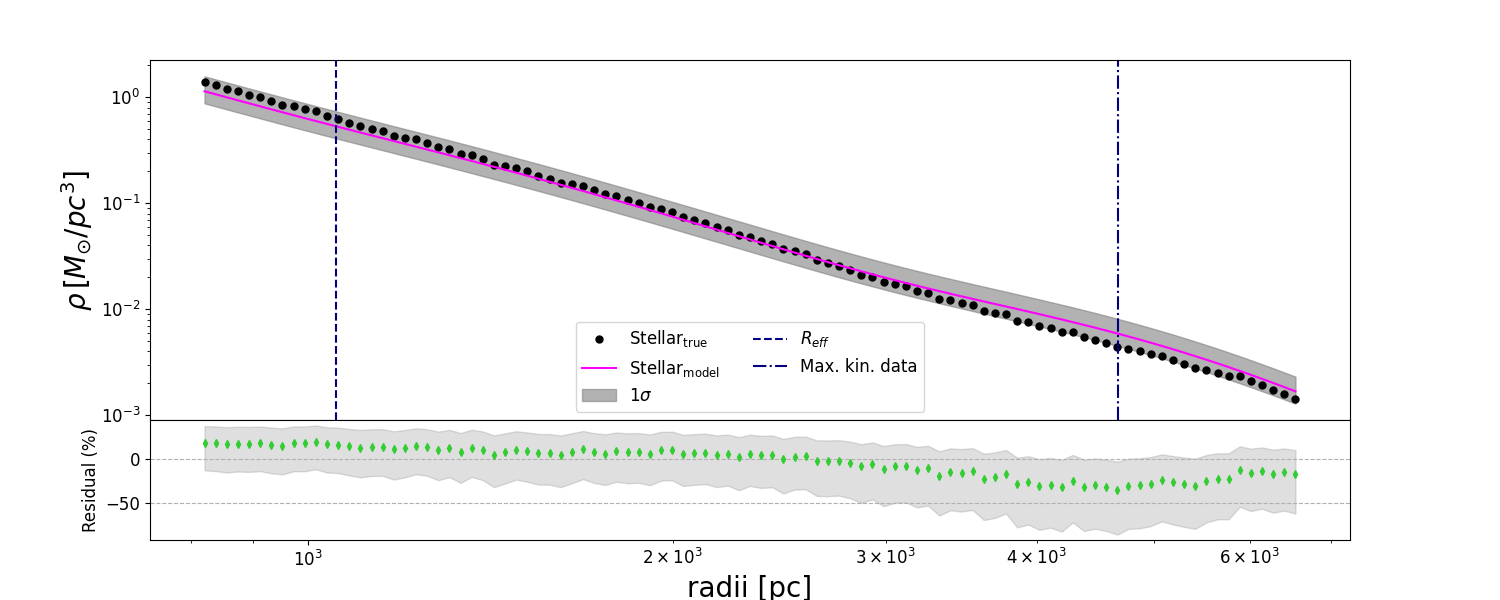 10⁰
10⁻¹
10⁻²
10⁻³
ρ [M⊙/pc³]
Stellar_true
Stellar_model
1σ
R_eff
Max. kin. data
0
−50
Residual (%)
10³
2 × 10³
3 × 10³
4 × 10³
6 × 10³
radii [pc]